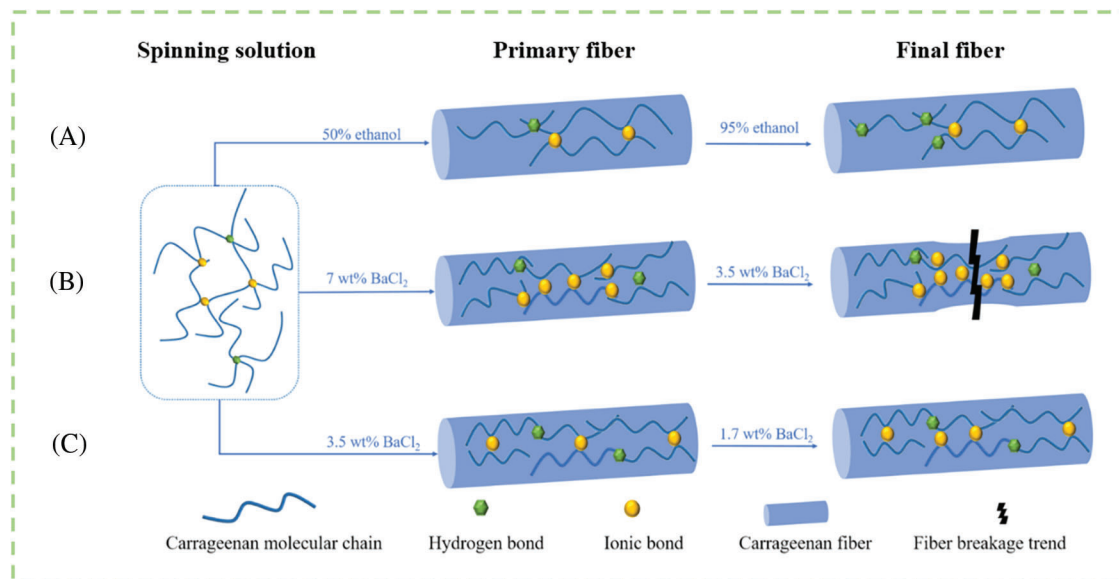 Spinning solution Primary fiber Final fiber
(A) 50% ethanol 95% ethanol
(B) 7 wt% BaCl₂ 3.5 wt% BaCl₂
(C) 3.5 wt% BaCl₂ 1.7 wt% BaCl₂
Carrageenan molecular chain Hydrogen bond Ionic bond Carrageenan fiber Fiber breakage trend